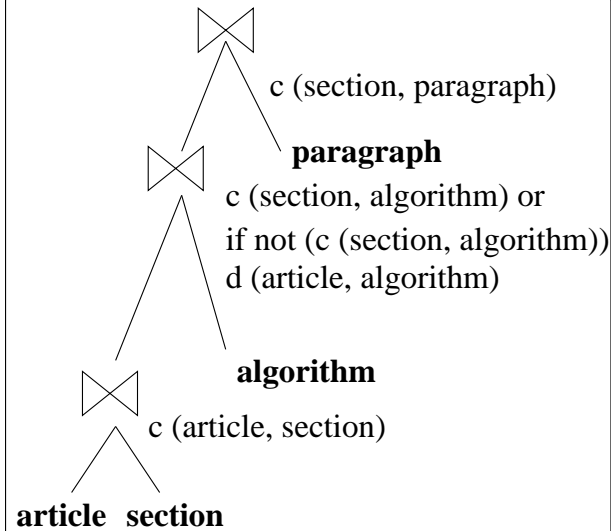 c (section, paragraph)
paragraph
c (section, algorithm) or
if not (c (section, algorithm))
d (article, algorithm)
algorithm
c (article, section)
article section